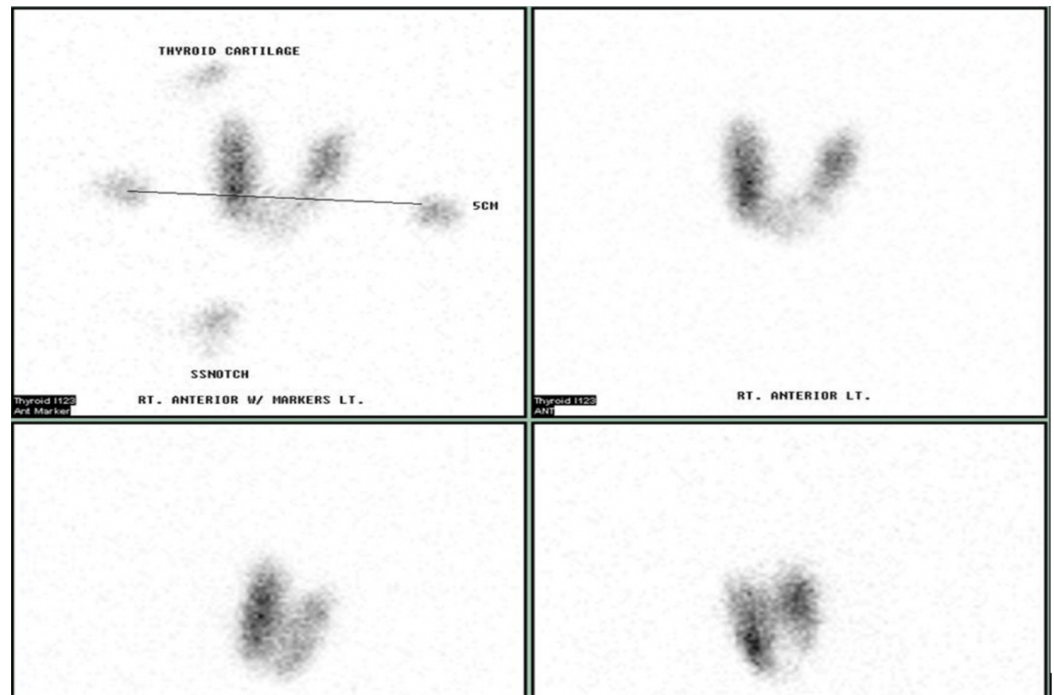 THYROID CARTILAGE
5CM
SSNOTCH
RT. ANTERIOR W/ MARKERS LT.
Thyroid I123
Ant Marker
RT. ANTERIOR LT.
Thyroid I123
ANT